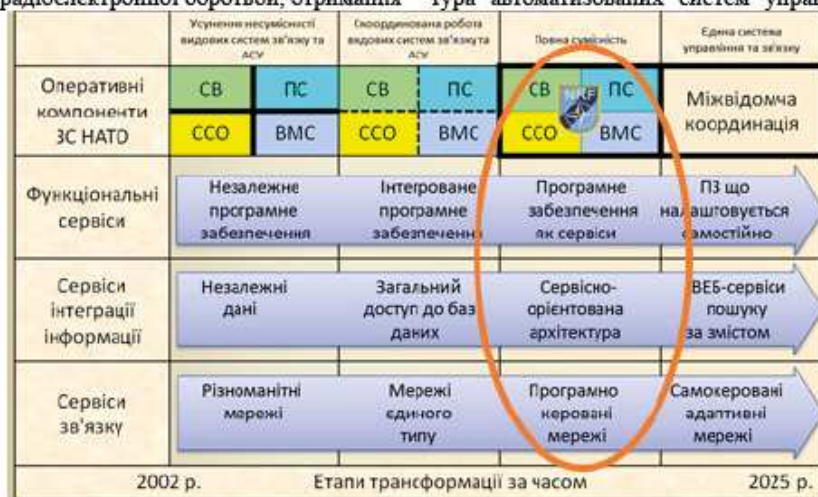 радіоелектронної боротьби, отримання тура автоматизованих систем управ
Усунення несумісності видових систем зв'язку та АСУ
Скоординована робота видових систем зв'язку та АСУ
Повна сумісність
Єдина система управління та зв'язку
Оперативні компоненти ЗС НАТО
СВ ПС СВ ПС СВ ПС
ССО ВМС ССО ВМС ССО ВМС
NRF
Міжвідомча координація
Функціональні сервіси
Незалежне програмне забезпечення
Інтегроване програмне забезпечення
Програмне забезпечення як сервіси
ПЗ що налаштовується самостійно
Сервіси інтеграції інформації
Незалежні дані
Загальний доступ до баз даних
Сервісно-орієнтована архітектура
ВЕБ-сервіси пошуку за змістом
Сервіси зв'язку
Різноманітні мережі
Мережі єдиного типу
Програмно керовані мережі
Самокеровані адаптивні мережі
2002 р. Етапи трансформації за часом 2025 р.